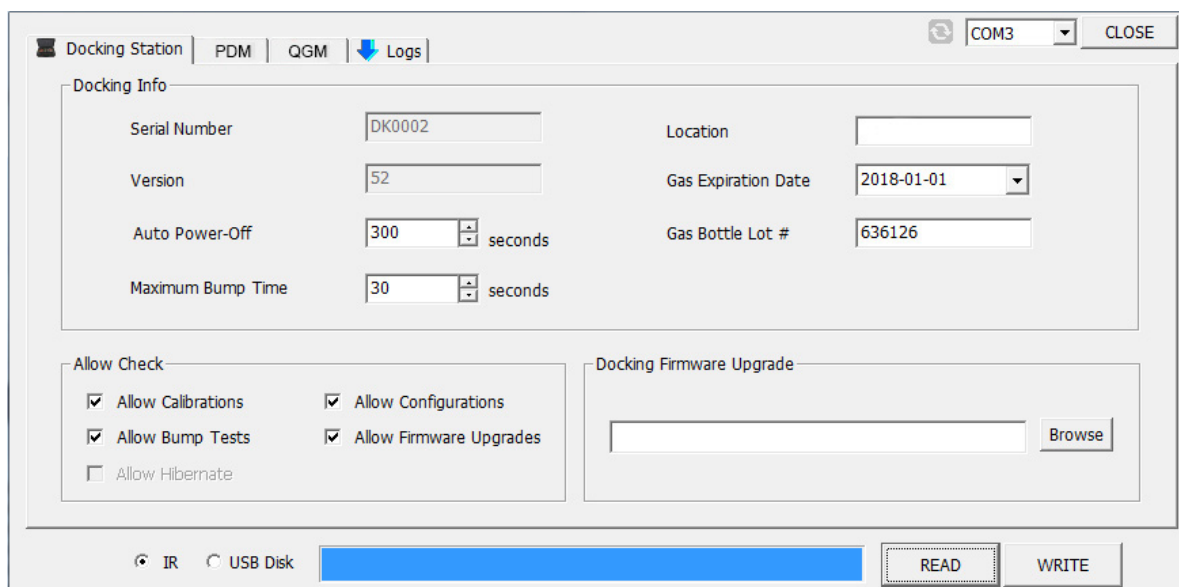 COM3 CLOSE
Docking Station PDM QGM Logs
Docking Info
Serial Number DK0002 Location
Version 52 Gas Expiration Date 2018-01-01
Auto Power-Off 300 seconds Gas Bottle Lot # 636126
Maximum Bump Time 30 seconds
Allow Check Docking Firmware Upgrade
Allow Calibrations Allow Configurations
Allow Bump Tests Allow Firmware Upgrades Browse
Allow Hibernate
IR USB Disk READ WRITE